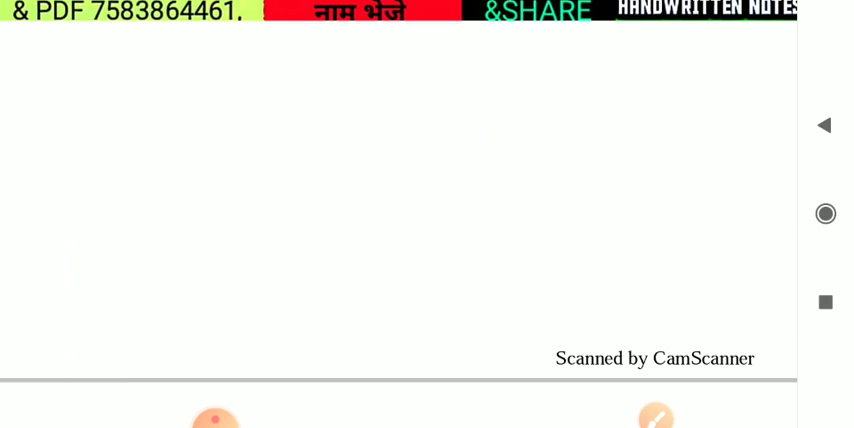 & PDF 7583864461,
नाम भेजे
&SHARE
HANDWRITTEN NOTES
Scanned by CamScanner